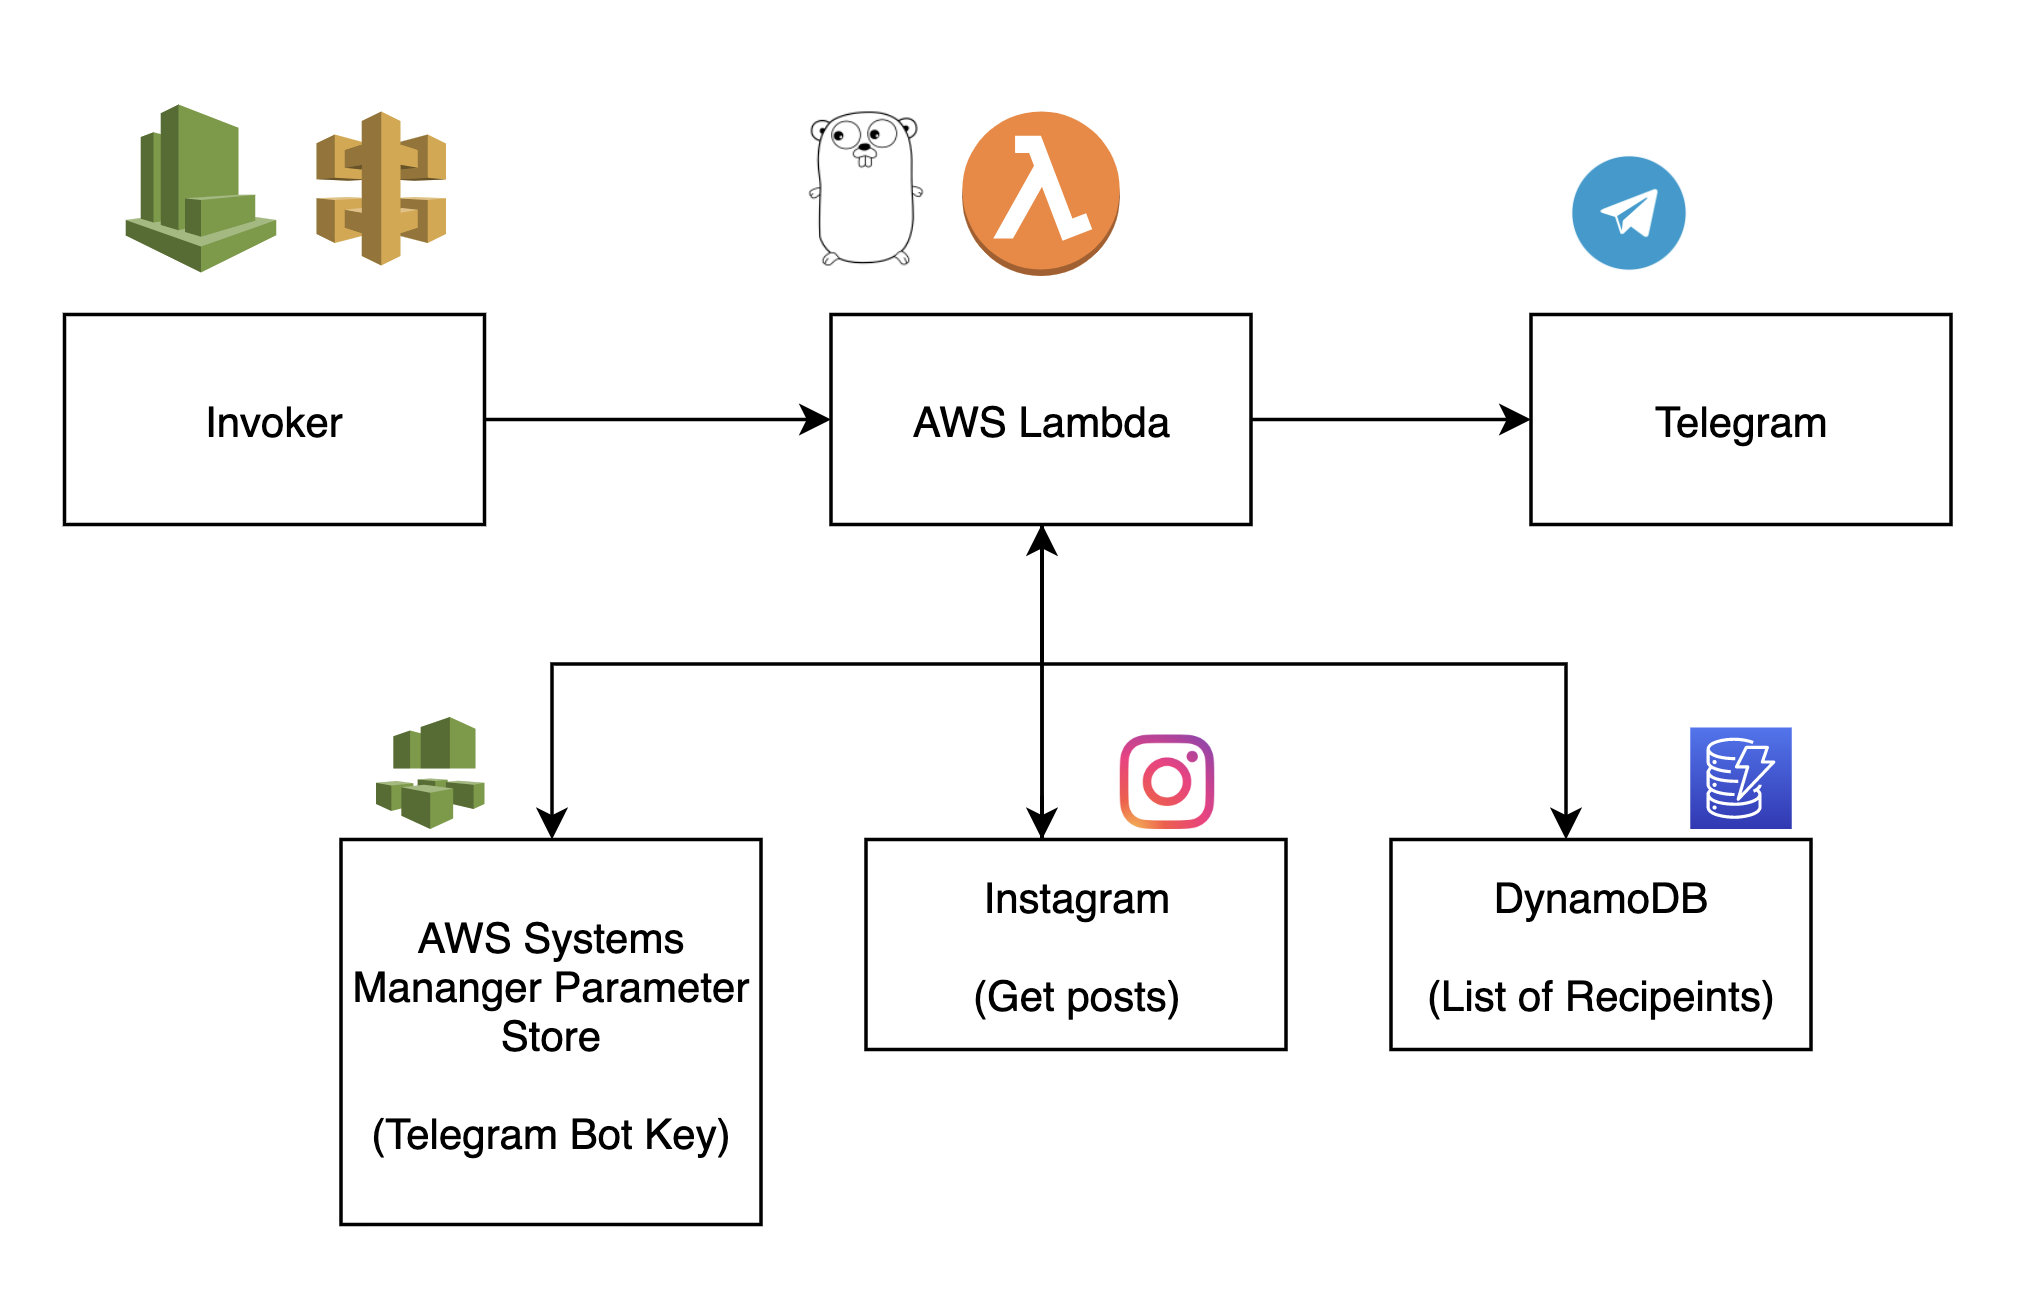 Invoker
AWS Lambda
Telegram
AWS Systems
Mananger Parameter
Store
(Telegram Bot Key)
Instagram
(Get posts)
DynamoDB
(List of Recipeints)